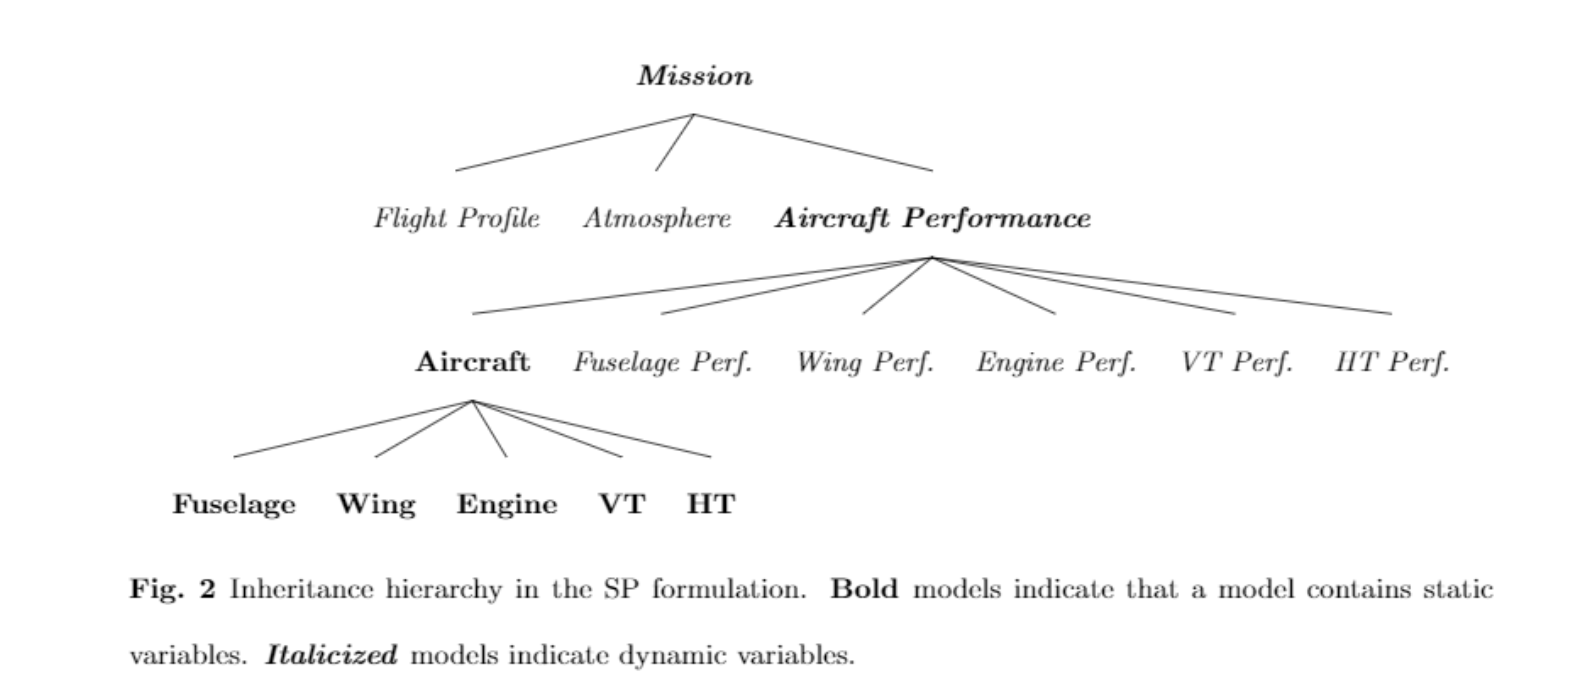 Mission
Flight Profile Atmosphere Aircraft Performance
Aircraft Fuselage Perf. Wing Perf. Engine Perf. VT Perf. HT Perf.
Fuselage Wing Engine VT HT
Fig. 2 Inheritance hierarchy in the SP formulation. Bold models indicate that a model contains static
variables. Italicized models indicate dynamic variables.